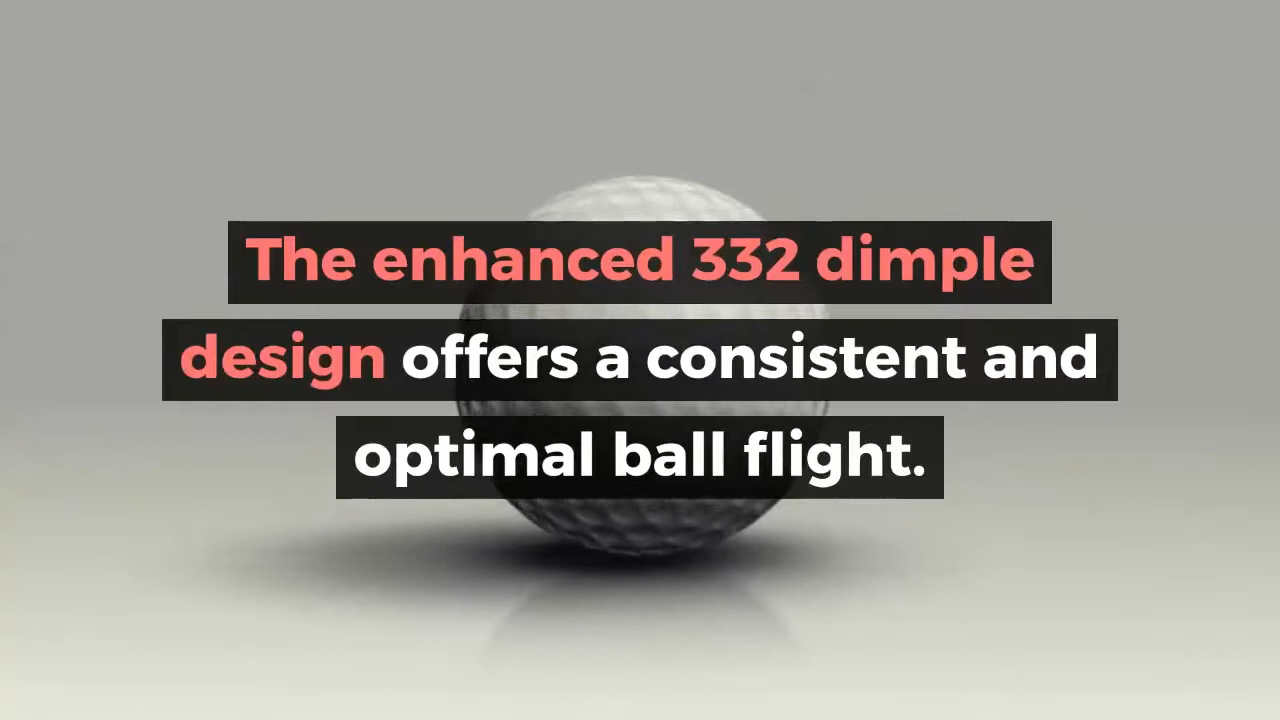 The enhanced 332 dimple
design offers a consistent and
optimal ball flight.